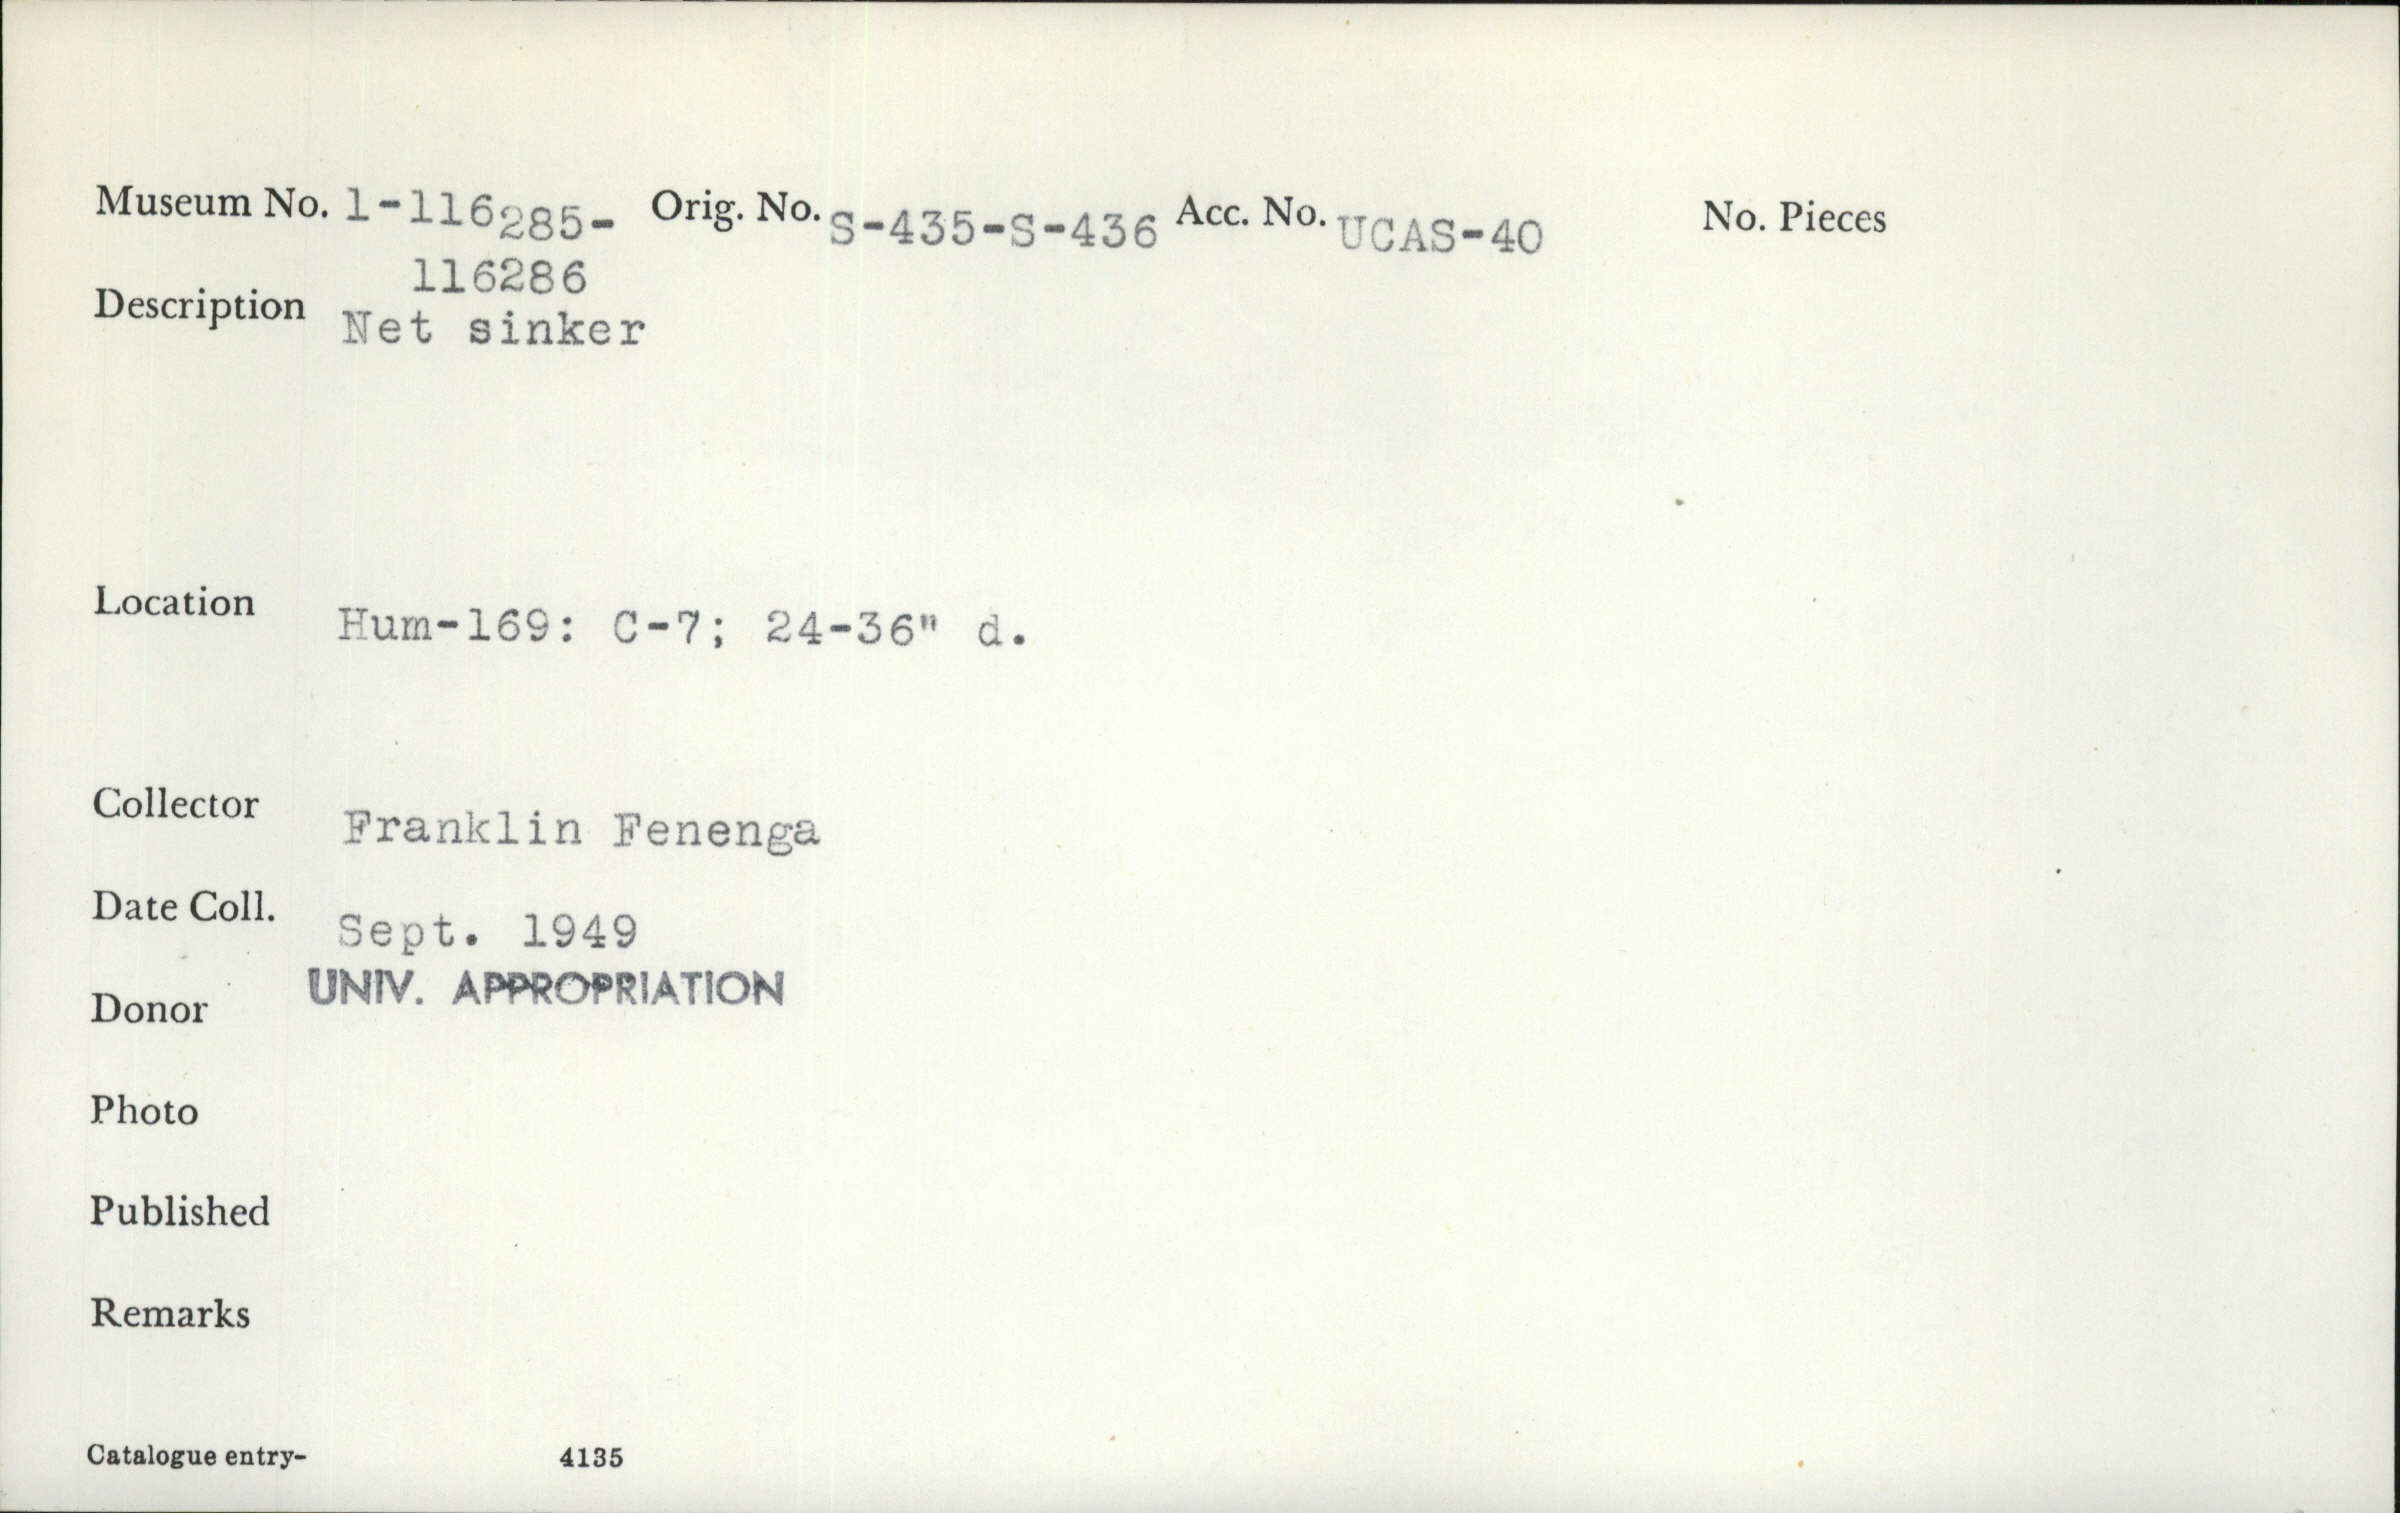 Museum No. 1-116285- Orig. No. S-435-S-436 Acc. No. UCAS-40 No. Pieces
116286
Description Net sinker
Location Hum-169: C-7; 24-36" d.
Collector Franklin Fenenga
Date Coll. Sept. 1949
Donor UNIV. APPROPRIATION
Photo
Published
Remarks
Catalogue entry- 4135